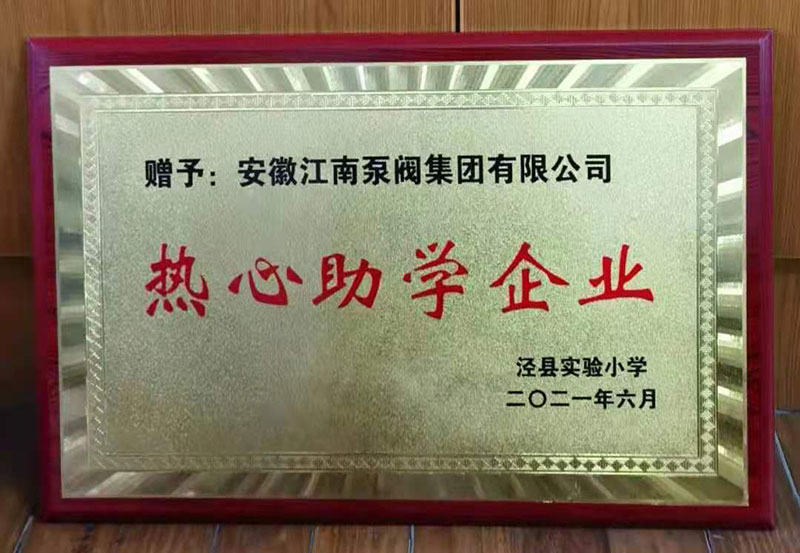 赠予：安徽江南泵阀集团有限公司
热心助学企业
泾县实验小学
二〇二一年六月